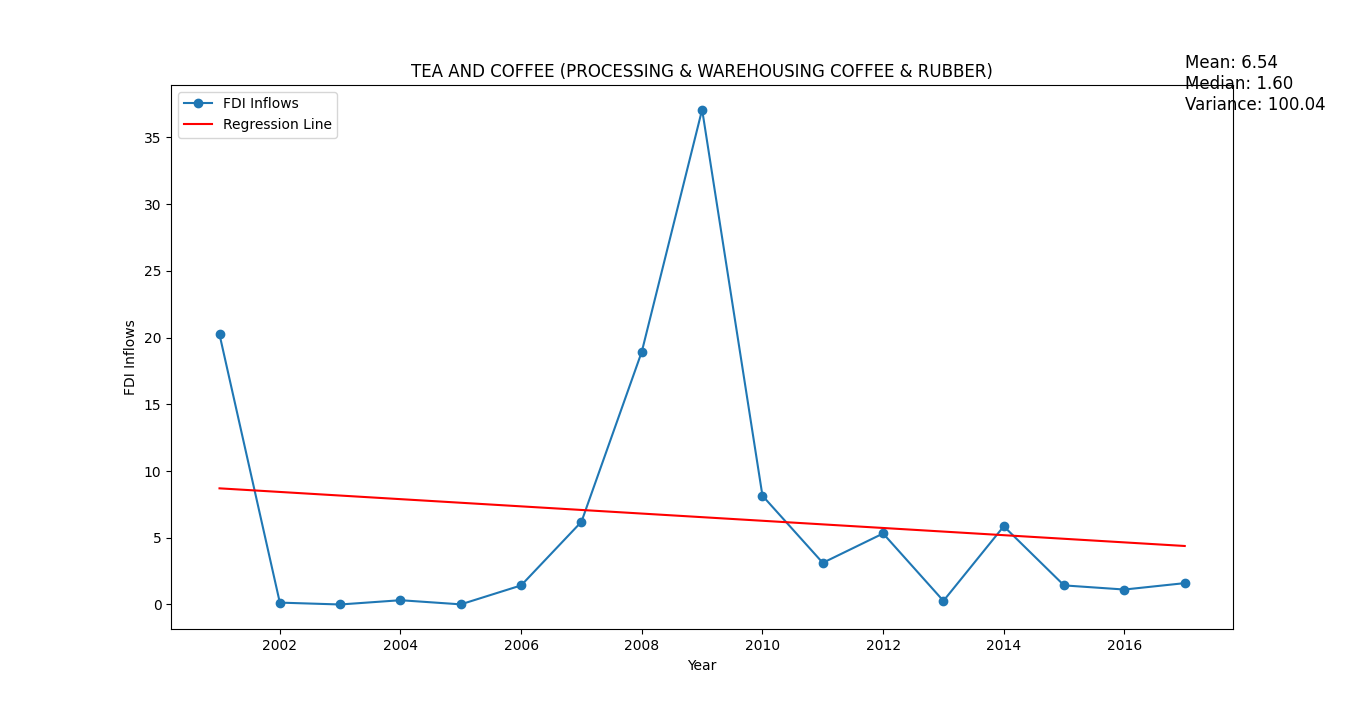 TEA AND COFFEE (PROCESSING & WAREHOUSING COFFEE & RUBBER)
Mean: 6.54
Median: 1.60
Variance: 100.04
FDI Inflows
Regression Line
FDI Inflows
35
30
25
20
15
10
5
0
2002 2004 2006 2008 2010 2012 2014 2016
Year